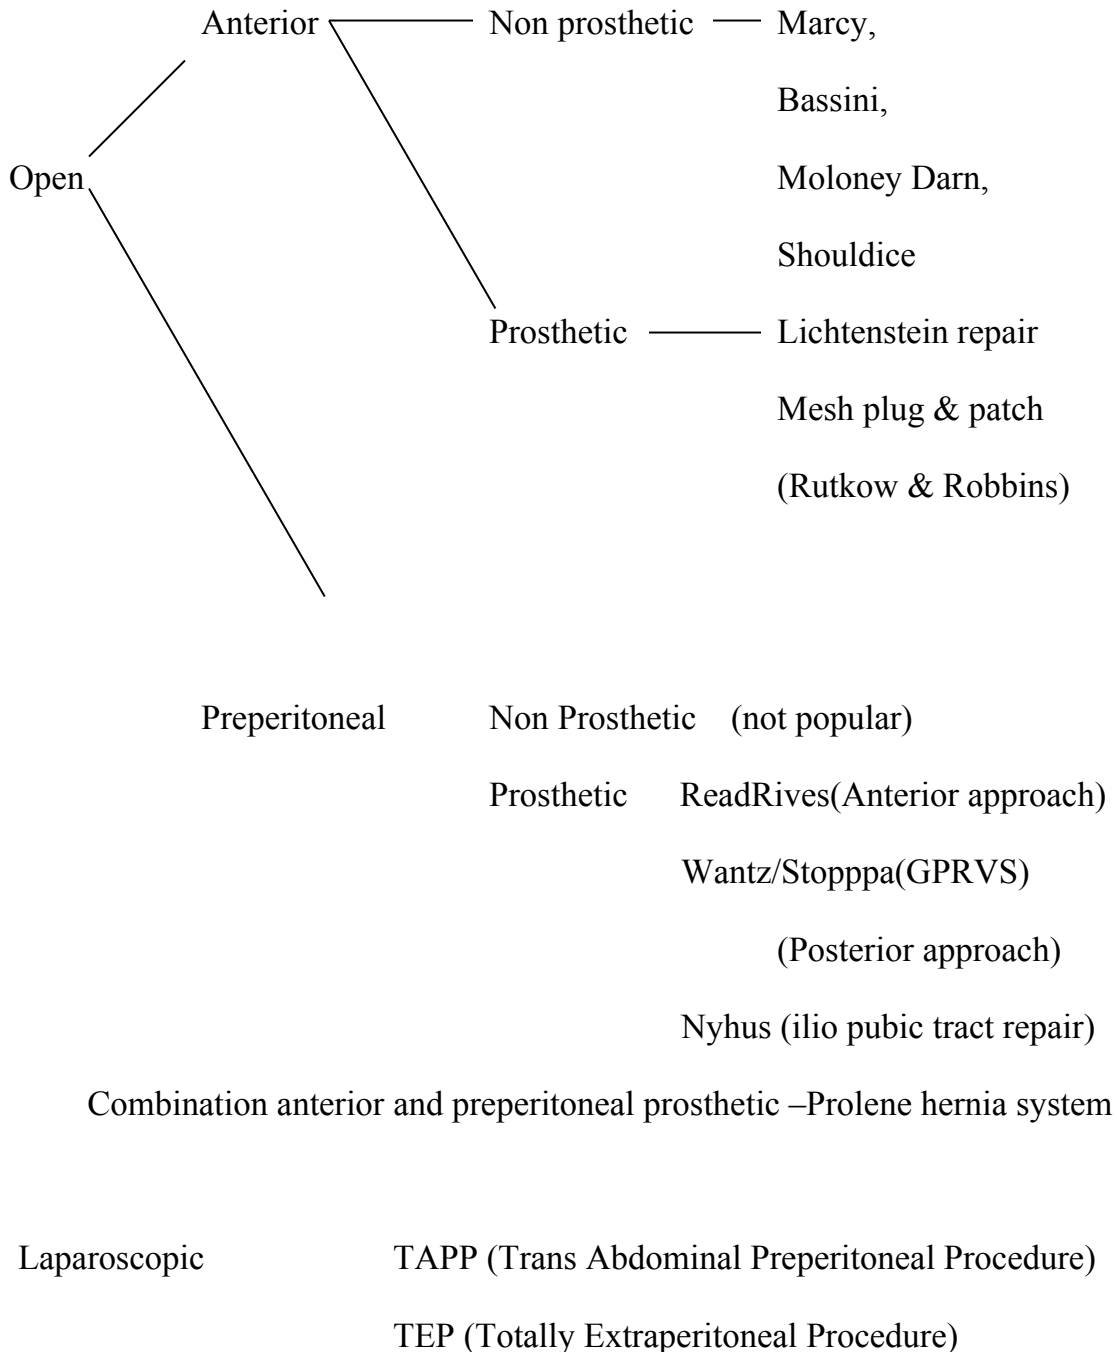 Anterior Non prosthetic Marcy,
Bassini,
Open Moloney Darn,
Shouldice
Prosthetic Lichtenstein repair
Mesh plug & patch
(Rutkow & Robbins)
Preperitoneal Non Prosthetic (not popular)
Prosthetic ReadRives(Anterior approach)
Wantz/Stopppa(GPRVS)
(Posterior approach)
Nyhus (ilio pubic tract repair)
Combination anterior and preperitoneal prosthetic –Prolene hernia system
Laparoscopic TAPP (Trans Abdominal Preperitoneal Procedure)
TEP (Totally Extraperitoneal Procedure)